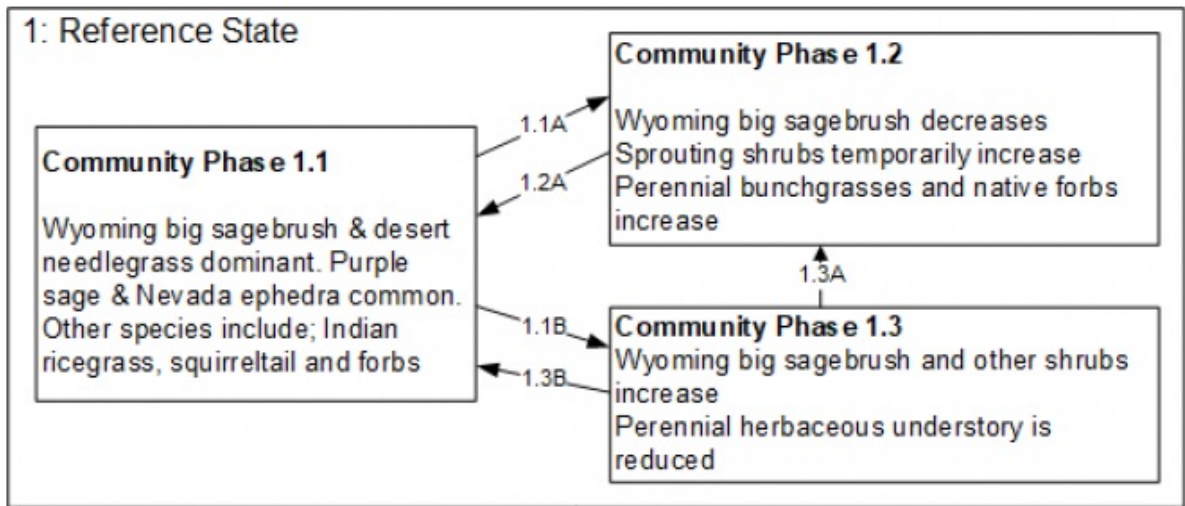 1: Reference State
Community Phase 1.1
Wyoming big sagebrush & desert
needlegrass dominant. Purple
sage & Nevada ephedra common.
Other species include; Indian
ricegrass, squirreltail and forbs
1.1A
1.2A
Community Phase 1.2
Wyoming big sagebrush decreases
Sprouting shrubs temporarily increase
Perennial bunchgrasses and native forbs
increase
1.3A
1.1B
1.3B
Community Phase 1.3
Wyoming big sagebrush and other shrubs
increase
Perennial herbaceous understory is
reduced